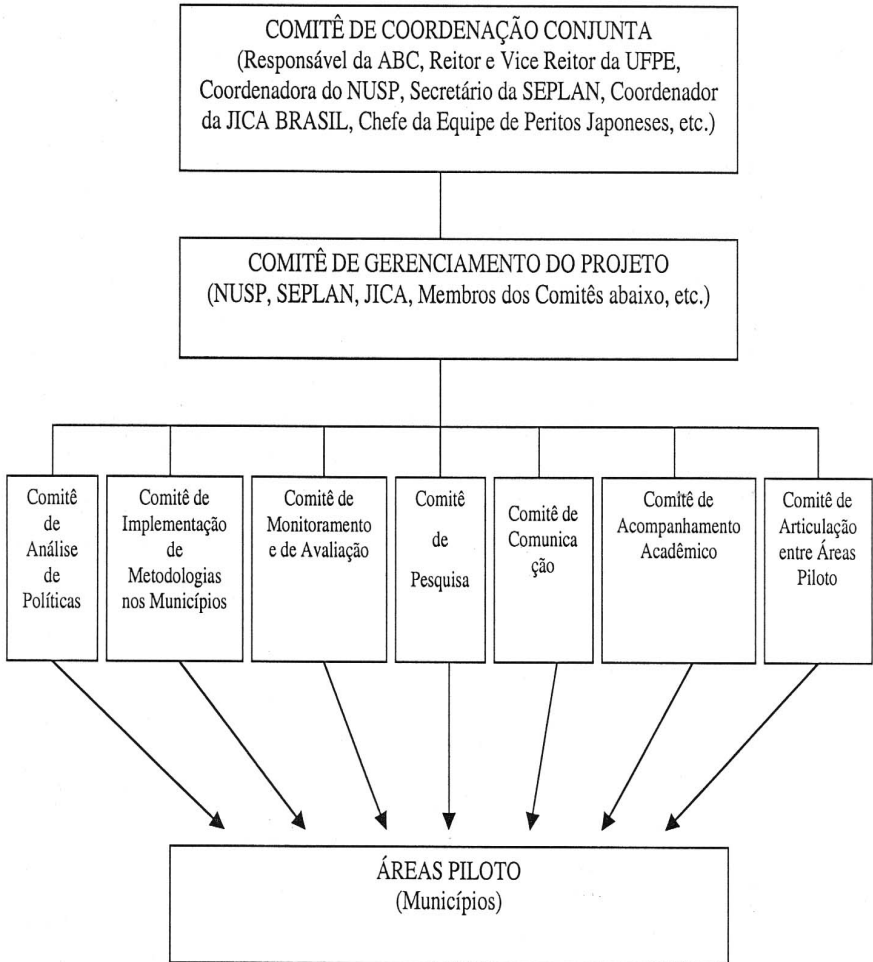 COMITÊ DE COORDENAÇÃO CONJUNTA
(Responsável da ABC, Reitor e Vice Reitor da UFPE,
Coordenadora do NUSP, Secretário da SEPLAN, Coordenador
da JICA BRASIL, Chefe da Equipe de Peritos Japoneses, etc.)
COMITÊ DE GERENCIAMENTO DO PROJETO
(NUSP, SEPLAN, JICA, Membros dos Comitês abaixo, etc.)
Comitê
de
Análise
de
Políticas
Comitê de
Implementação
de
Metodologias
nos Municípios
Comitê de
Monitoramento
e de Avaliação
Comitê
de
Pesquisa
Comitê de
Comunica
ção
Comitê de
Acompanhamento
Acadêmico
Comitê de
Articulação
entre Áreas
Piloto
ÁREAS PILOTO
(Municípios)